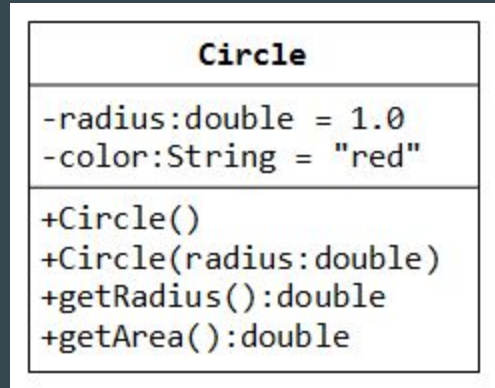 Circle
-radius:double = 1.0
-color:String = "red"
+Circle()
+Circle(radius:double)
+getRadius():double
+getArea():double